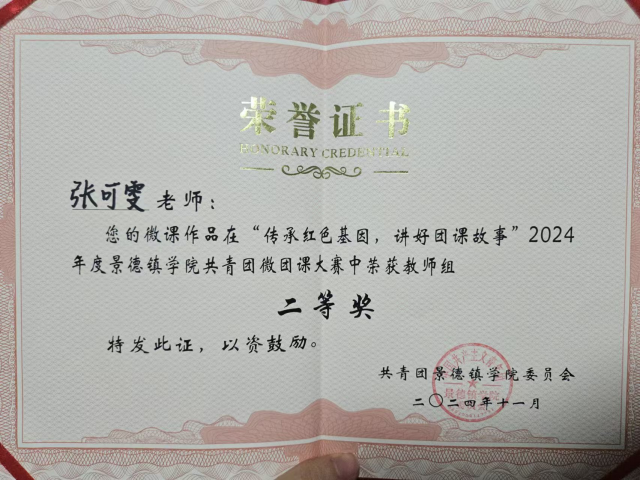 荣誉证书
HONORARY CREDENTIAL
张可雯老师：
您的微课作品在“传承红色基因，讲好团课故事”2024
年度景德镇学院共青团微团课大赛中荣获教师组
二等奖
特发此证，以资鼓励。
共青团景德镇学院委员会
二〇二四年十一月